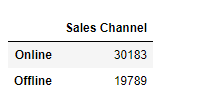 Sales Channel
Online 30183
Offline 19789